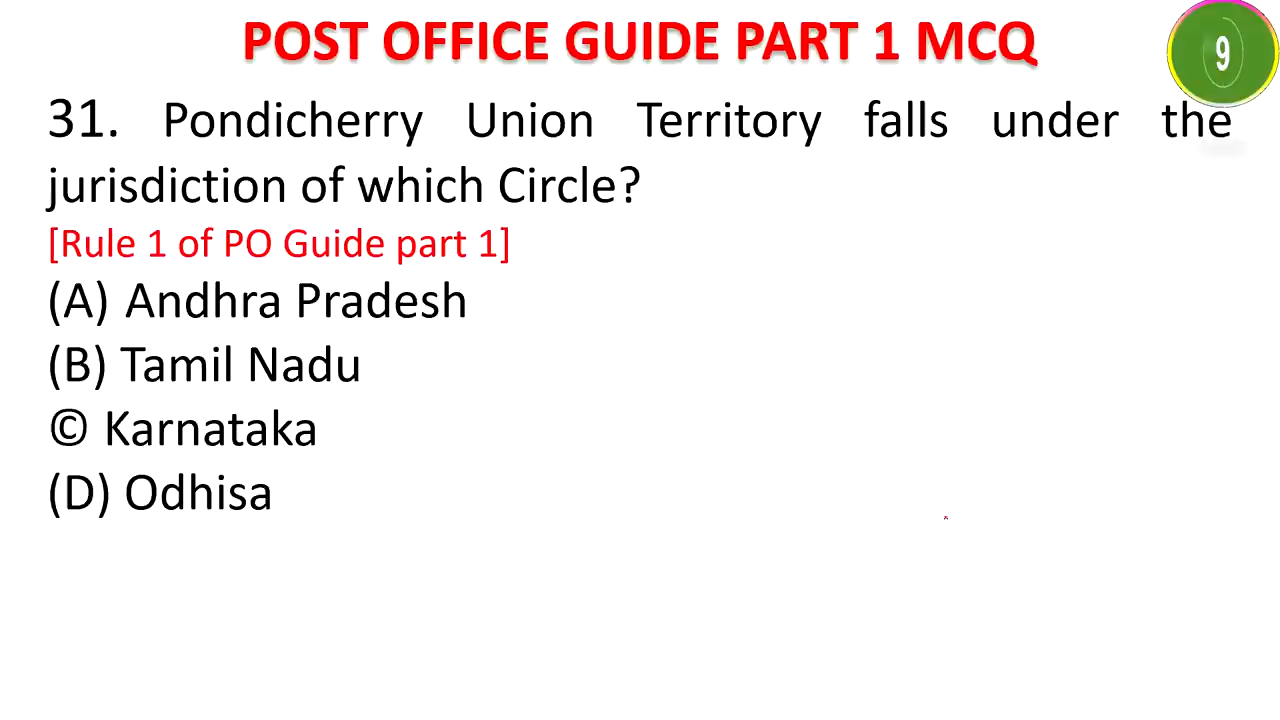 POST OFFICE GUIDE PART 1 MCQ
9
31. Pondicherry Union Territory falls under the
jurisdiction of which Circle?
[Rule 1 of PO Guide part 1]
(A) Andhra Pradesh
(B) Tamil Nadu
© Karnataka
(D) Odhisa